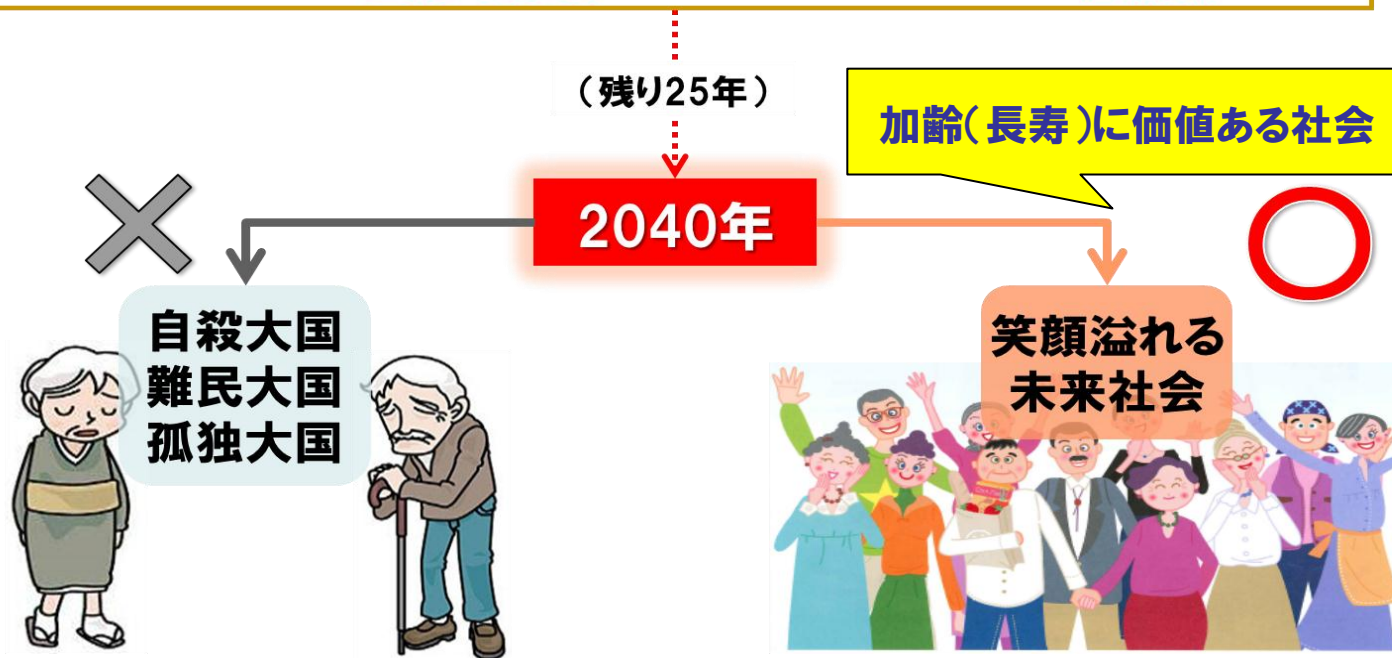 （残り25年）
加齢（長寿）に価値ある社会
2040年
自殺大国
難民大国
孤独大国
笑顔溢れる
未来社会